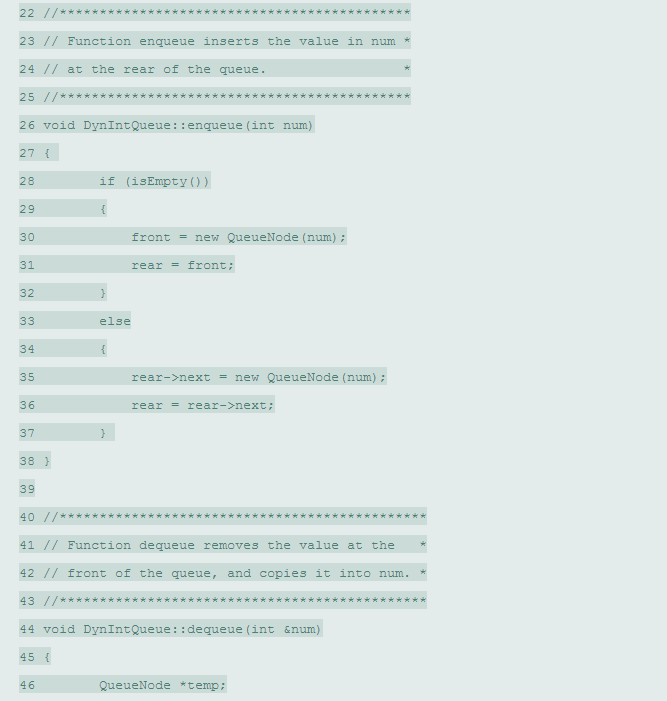 22 //********************************************
23 // Function enqueue inserts the value in num *
24 // at the rear of the queue.                 *
25 //********************************************
26 void DynIntQueue::enqueue(int num)
27 {
28        if (isEmpty())
29        {
30            front = new QueueNode(num);
31            rear = front;
32        }
33        else
34        {
35            rear->next = new QueueNode(num);
36            rear = rear->next;
37        }
38 }
39
40 //**********************************************
41 // Function dequeue removes the value at the   *
42 // front of the queue, and copies it into num. *
43 //**********************************************
44 void DynIntQueue::dequeue(int &num)
45 {
46        QueueNode *temp;